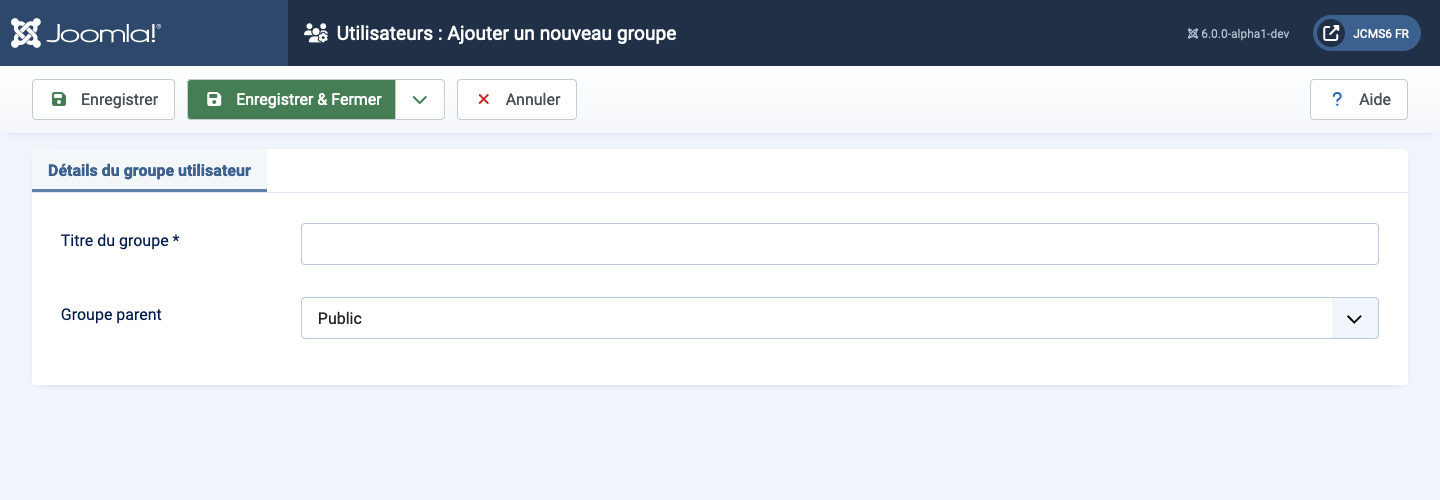 Joomla!®
Utilisateurs : Ajouter un nouveau groupe
6.0.0-alpha1-dev
JCMS6 FR
Enregistrer
Enregistrer & Fermer
Annuler
? Aide
Détails du groupe utilisateur
Titre du groupe *
Groupe parent
Public